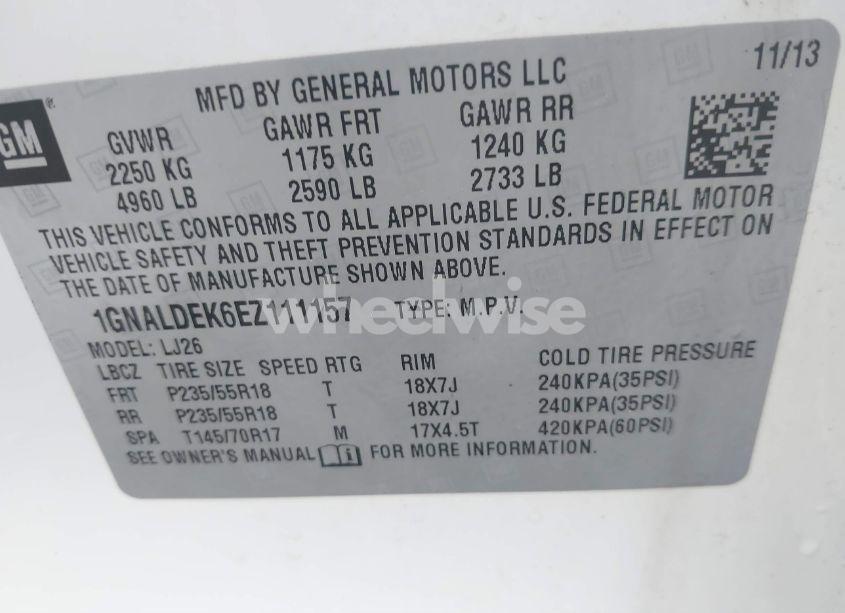 11/13
MFD BY GENERAL MOTORS LLC
GM®
GVWR GAWR FRT GAWR RR
2250 KG 1175 KG 1240 KG
4960 LB 2590 LB 2733 LB
THIS VEHICLE CONFORMS TO ALL APPLICABLE U.S. FEDERAL MOTOR
VEHICLE SAFETY AND THEFT PREVENTION STANDARDS IN EFFECT ON
THE DATE OF MANUFACTURE SHOWN ABOVE.
1GNALDEK6EZ111157 TYPE: M.P.V.
wheelwise
MODEL: LJ26
LBCZ TIRE SIZE SPEED RTG RIM COLD TIRE PRESSURE
FRT P235/55R18 T 18X7J 240KPA(35PSI)
RR P235/55R18 T 18X7J 240KPA(35PSI)
SPA T145/70R17 M 17X4.5T 420KPA(60PSI)
SEE OWNER'S MANUAL FOR MORE INFORMATION.